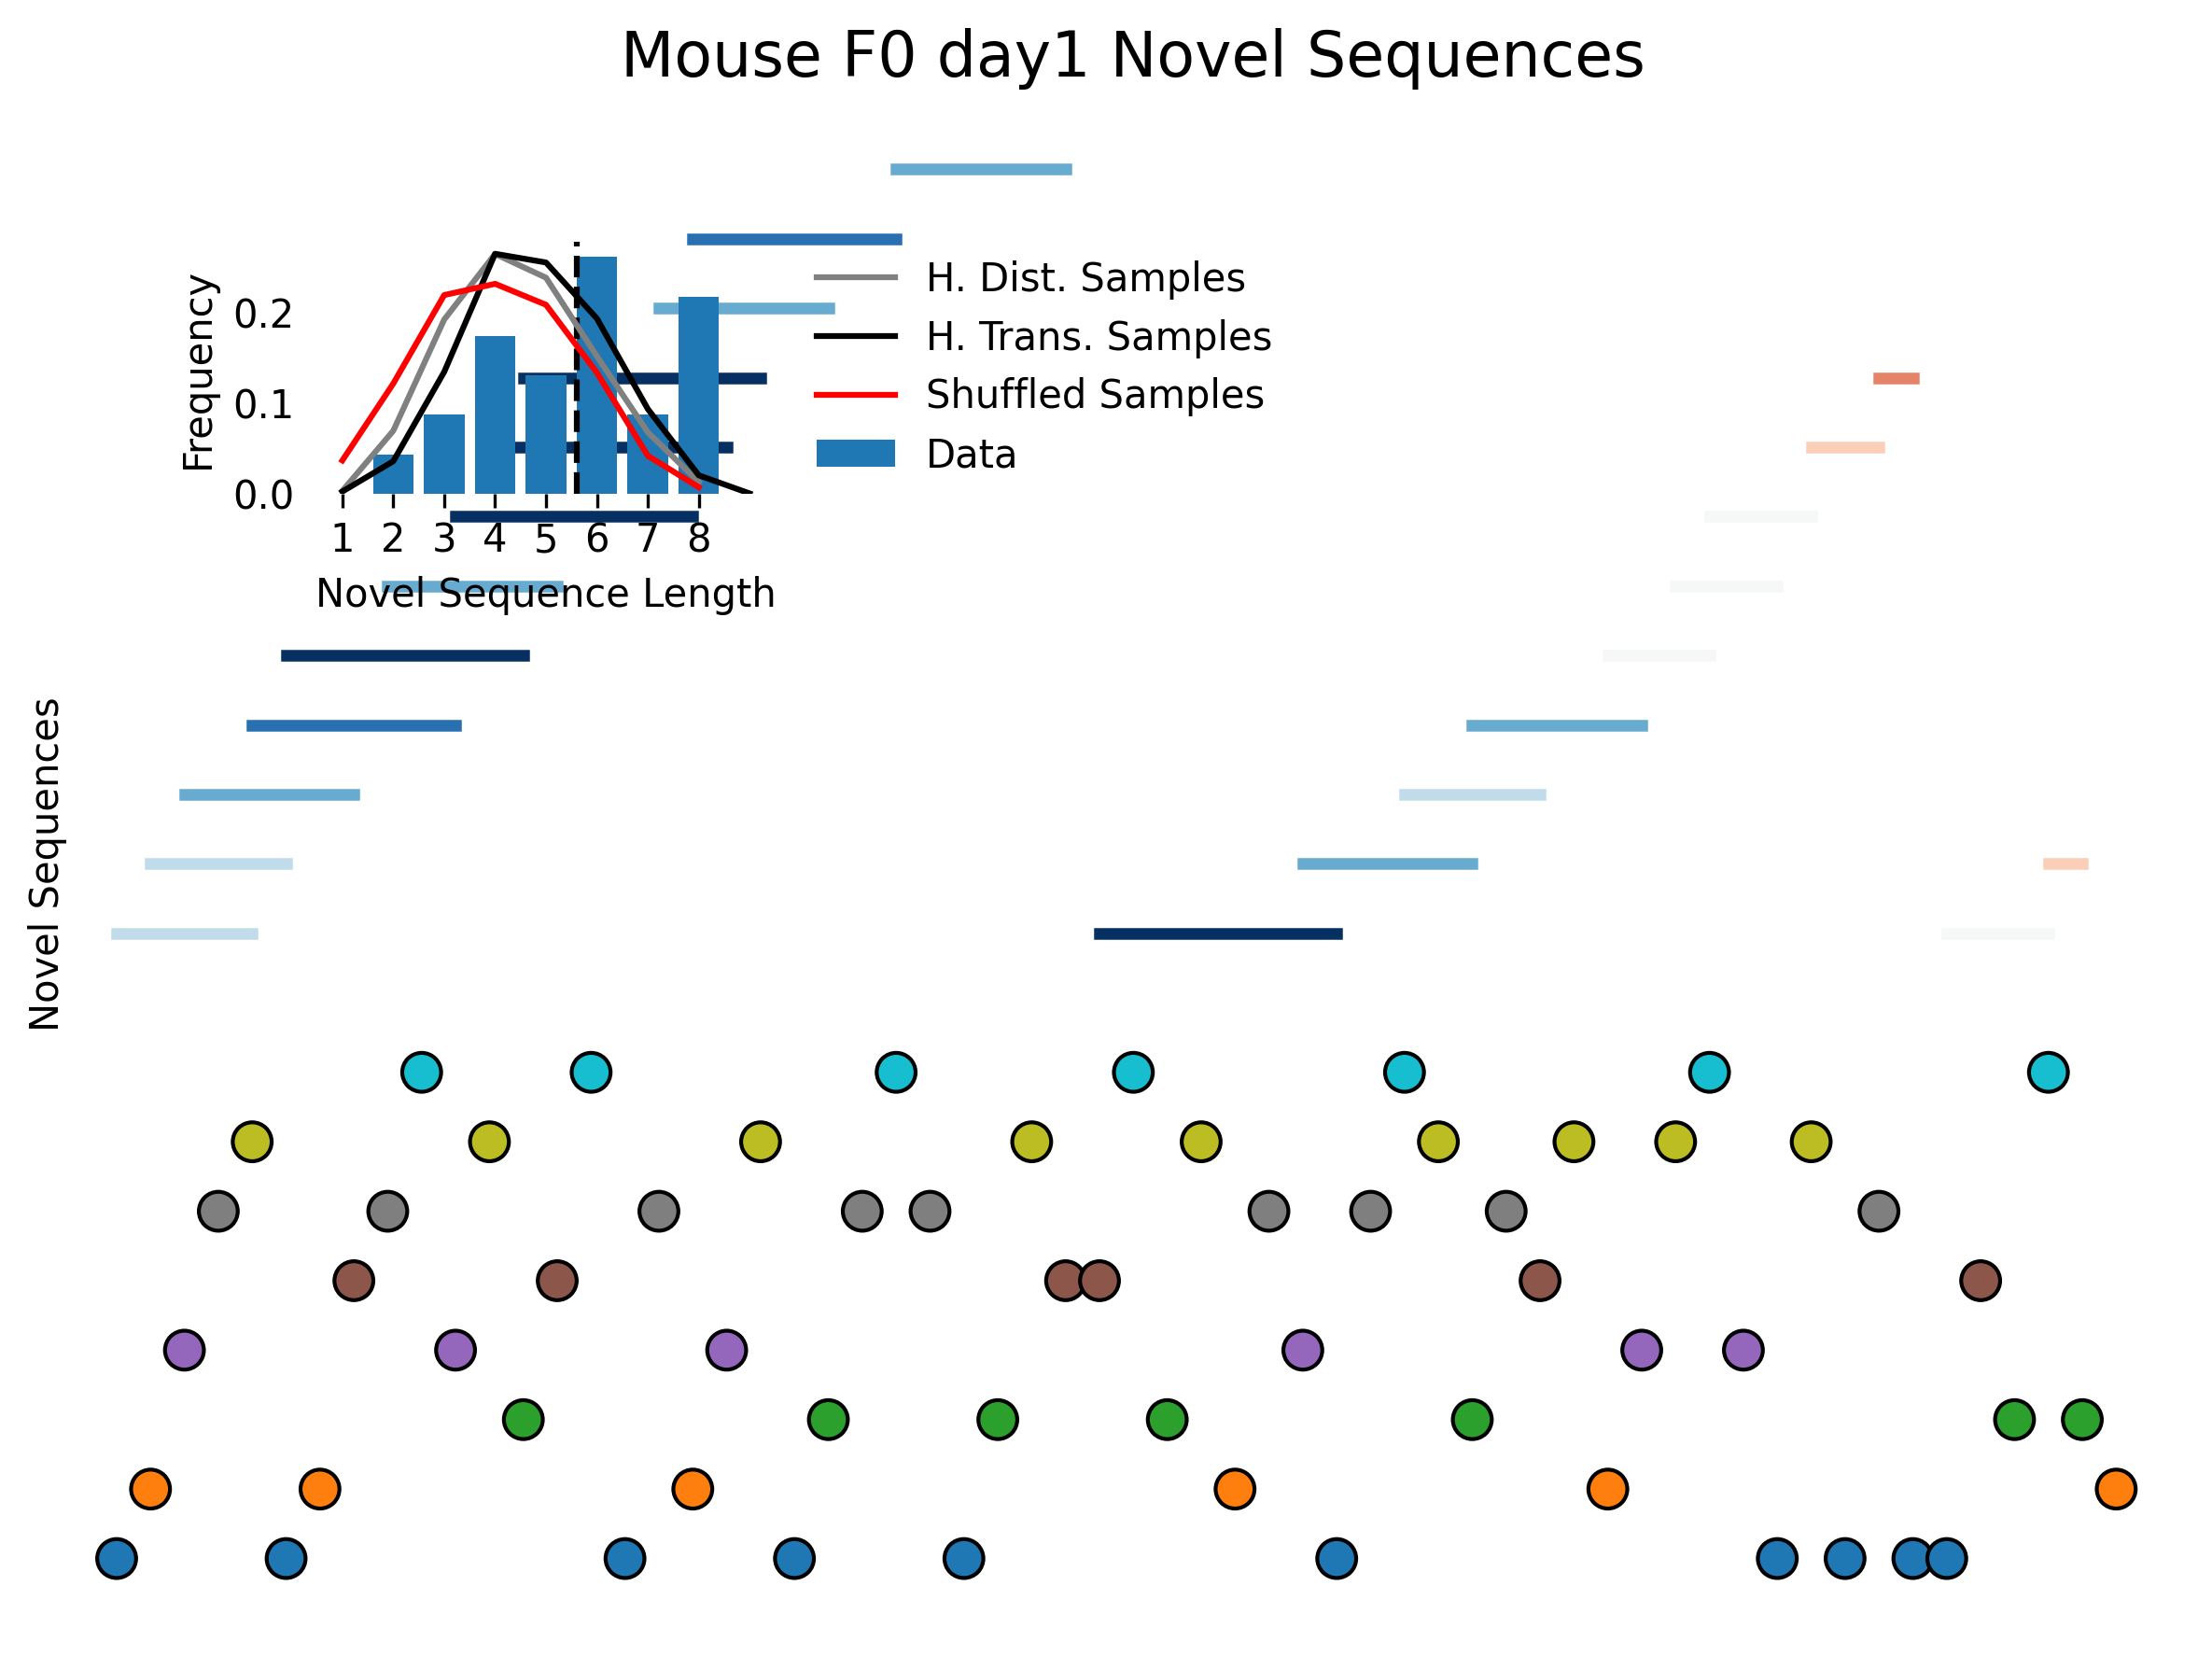 Mouse F0 day1 Novel Sequences
Frequency
0.2
0.1
0.0
1 2 3 4 5 6 7 8
Novel Sequence Length
H. Dist. Samples
H. Trans. Samples
Shuffled Samples
Data
Novel Sequences